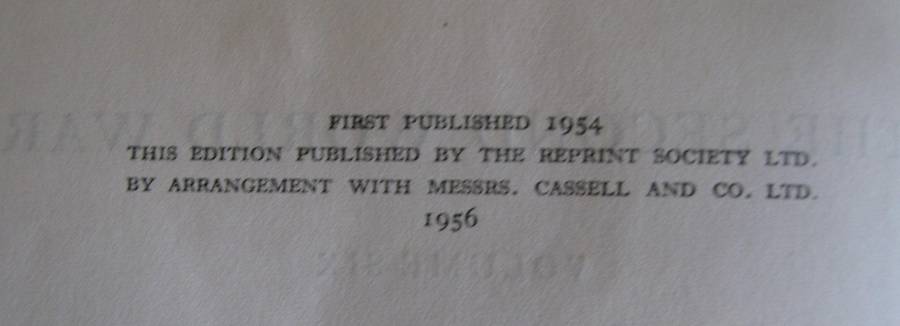 FIRST PUBLISHED 1954
THIS EDITION PUBLISHED BY THE REPRINT SOCIETY LTD.
BY ARRANGEMENT WITH MESSRS. CASSELL AND CO. LTD.
1956